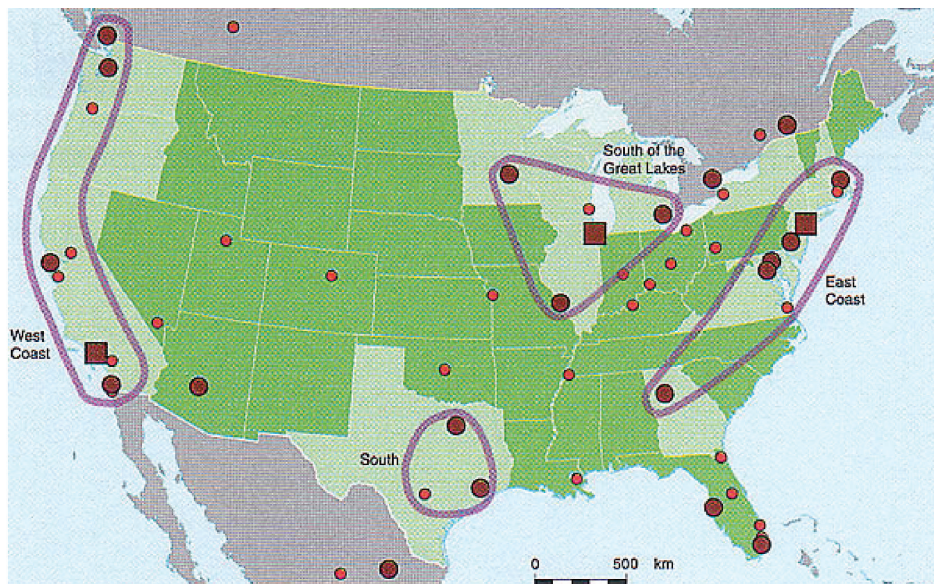 South of the
Great Lakes
East
Coast
West
Coast
South
0 500 km